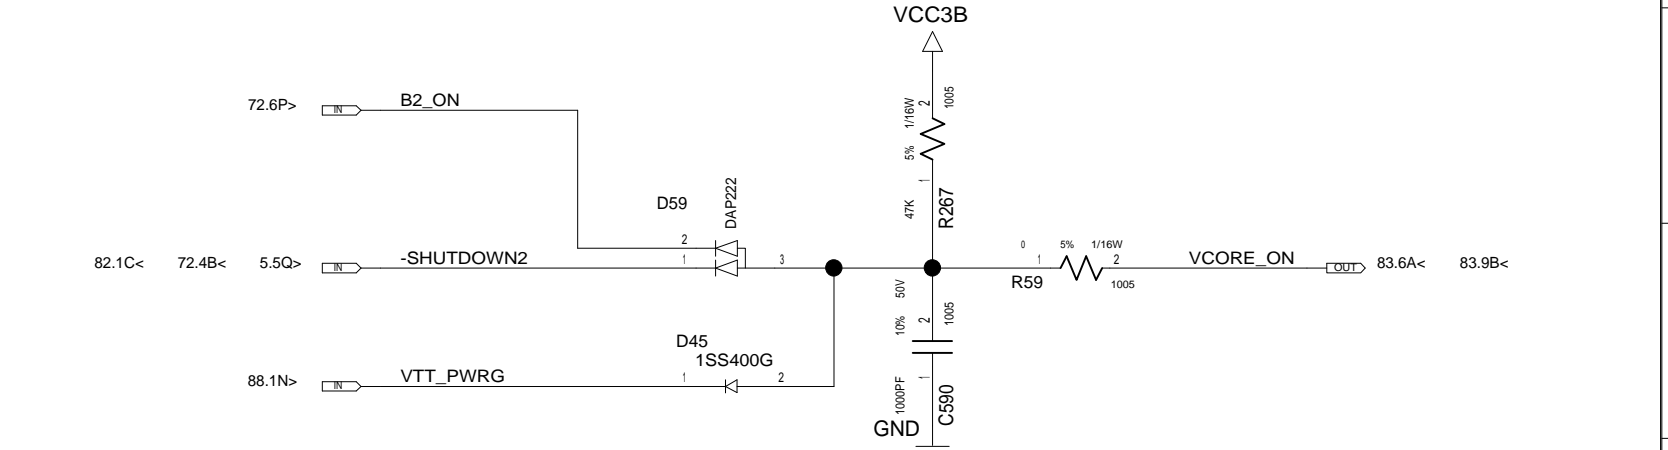 VCC3B
72.6P>
IN
B2_ON
1/16W
2
1005
5%
1
47K
R267
D59
DAP222
2
82.1C<
72.4B<
5.5Q>
IN
-SHUTDOWN2
1
3
0
5%
1/16W
1
2
R59
1005
VCORE_ON
OUT
83.6A<
83.9B<
50V
10%
2
1005
1
1000PF
C590
GND
D45
1SS400G
88.1N>
IN
VTT_PWRG
1
2